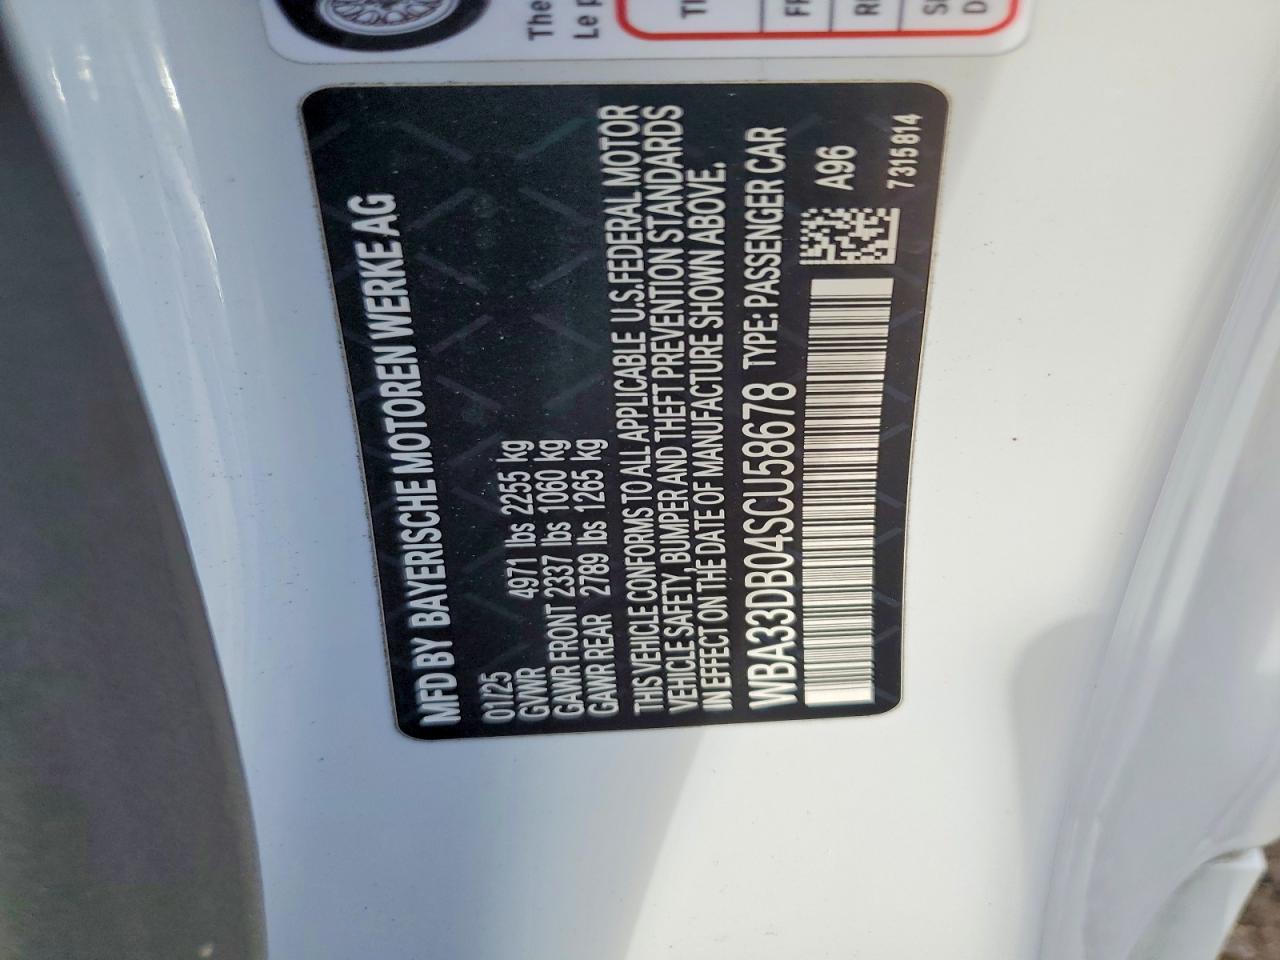 The
Le
MFD BY BAYERISCHE MOTOREN WERKE AG
01/25
GVWR 4971 lbs 2255 kg
GAWR FRONT 2337 lbs 1060 kg
GAWR REAR 2789 lbs 1265 kg
THIS VEHICLE CONFORMS TO ALL APPLICABLE U.S. FEDERAL MOTOR
VEHICLE SAFETY, BUMPER AND THEFT PREVENTION STANDARDS
IN EFFECT ON THE DATE OF MANUFACTURE SHOWN ABOVE.
WBA33DB04SCU58678 TYPE: PASSENGER CAR
A96
7315814